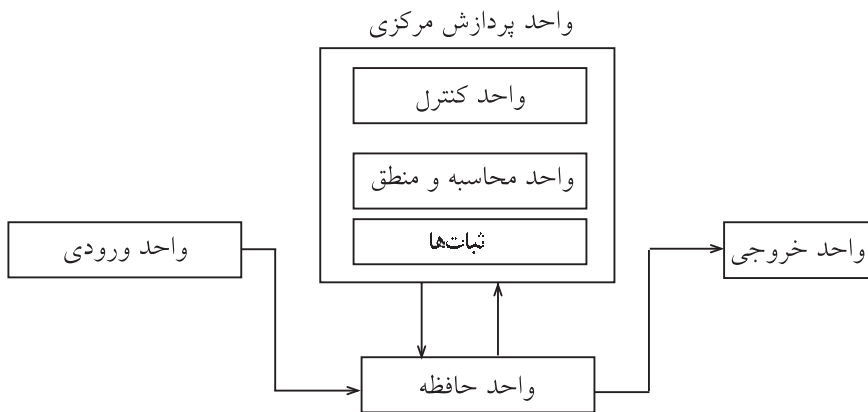 واحد پردازش مرکزی
واحد کنترل
واحد محاسبه و منطق
ثبات‌ها
واحد ورودی
واحد خروجی
واحد حافظه